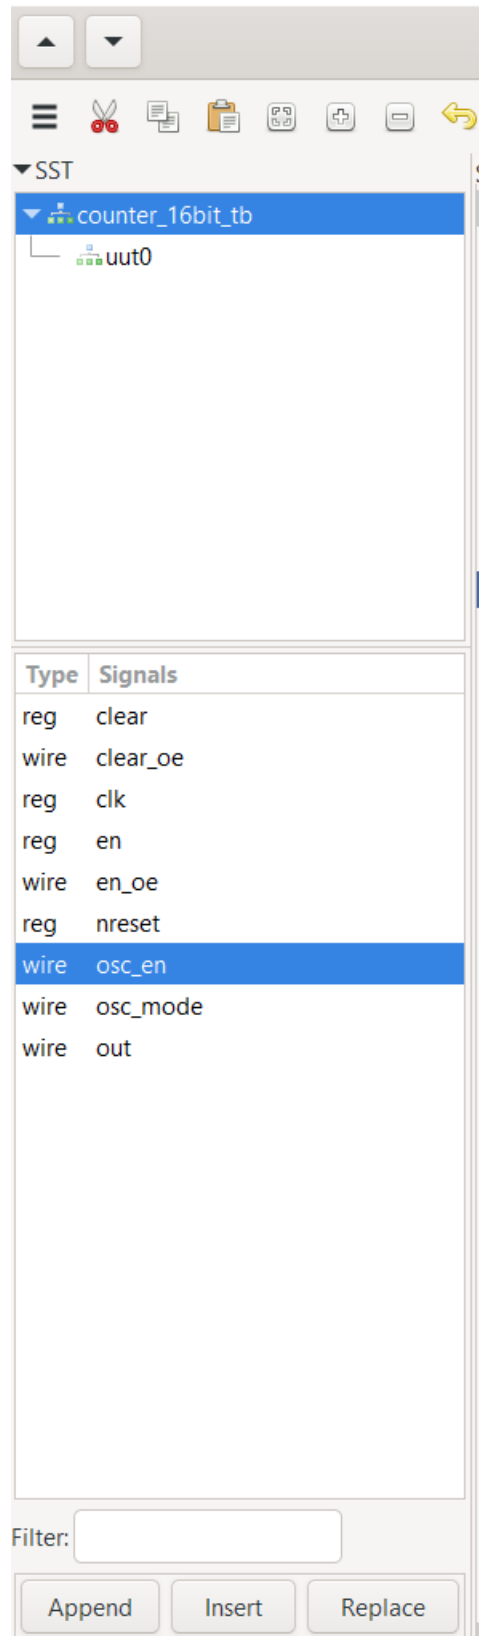 SST
counter_16bit_tb
uut0
Type Signals
reg clear
wire clear_oe
reg clk
reg en
wire en_oe
reg nreset
wire osc_en
wire osc_mode
wire out
Filter:
Append Insert Replace